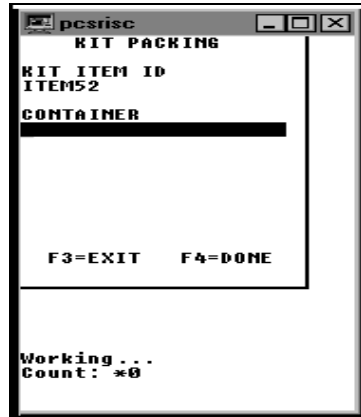 pcsrisc
KIT PACKING
KIT ITEM ID
ITEM52
CONTAINER
F3=EXIT F4=DONE
Working...
Count: *0